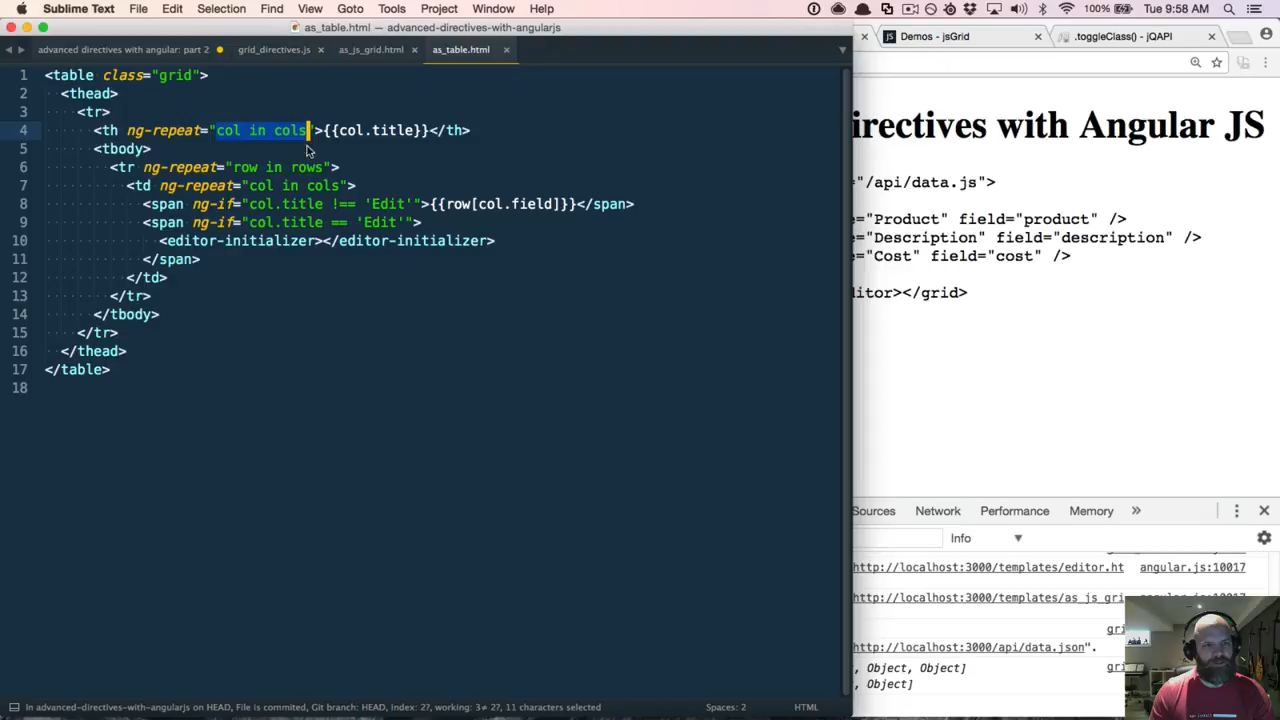 Sublime Text File Edit Selection Find View Goto Tools Project Window Help 100% Tue 9:58 AM
as_table.html — advanced-directives-with-angularjs
advanced directives with angular: part 2 grid_directives.js × as_js_grid.html × as_table.html ×
1 <table class="grid">
2 <thead>
3 <tr>
4 <th ng-repeat="col in cols">{{col.title}}</th>
5 <tbody>
6 <tr ng-repeat="row in rows">
7 <td ng-repeat="col in cols">
8 <span ng-if="col.title !== 'Edit'">{{row[col.field]}}</span>
9 <span ng-if="col.title == 'Edit'">
10 <editor-initializer></editor-initializer>
11 </span>
12 </td>
13 </tr>
14 </tbody>
15 </tr>
16 </thead>
17 </table>
18
In advanced-directives-with-angularjs on HEAD, File is commited, Git branch: HEAD, index: 27, working: 3≠ 27, 11 characters selected Spaces: 2 HTML
× JS Demos - jsGrid × .toggleClass() - jQAPI ×
irectives with Angular JS
="/api/data.js">
e="Product" field="product" />
e="Description" field="description" />
e="Cost" field="cost" />
ditor></grid>
Sources Network Performance Memory »
Info ▼
http://localhost:3000/templates/editor.ht angular.js:10017
http://localhost:3000/templates/as_js_gri
gri
http://localhost:3000/api/data.json".
, Object, Object] gri
, Object]